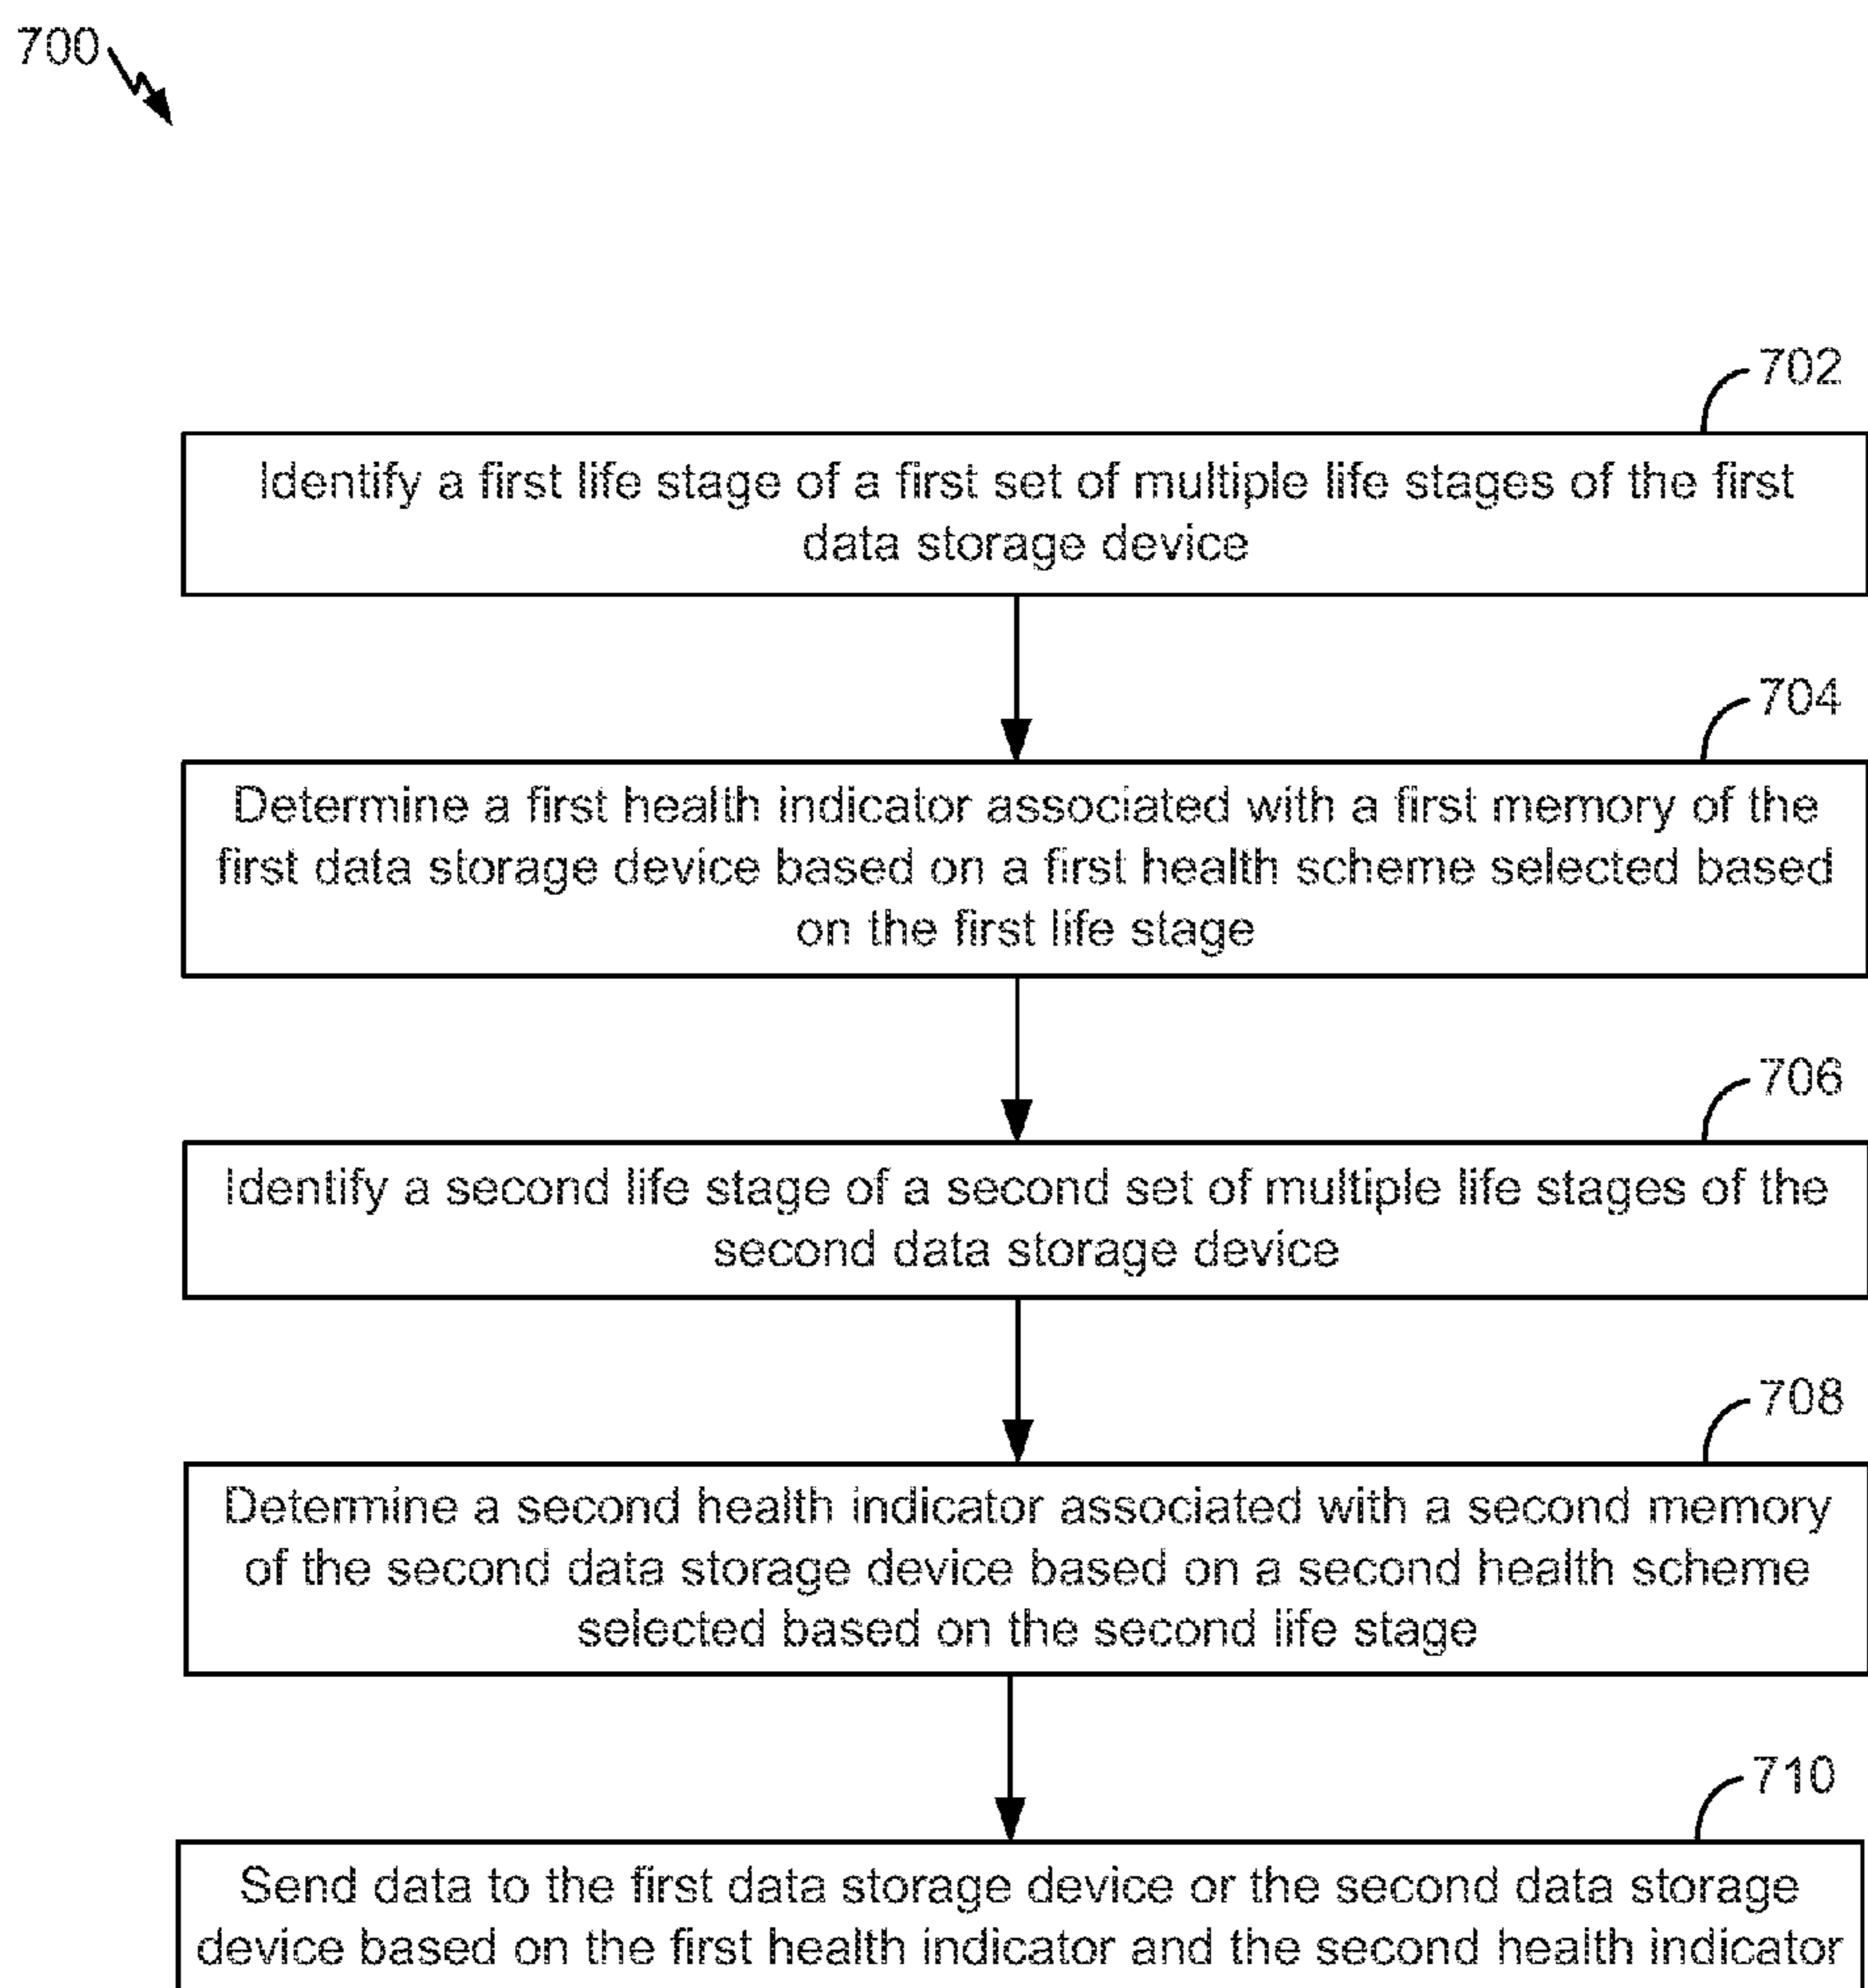 700
702
Identify a first life stage of a first set of multiple life stages of the first
data storage device
704
Determine a first health indicator associated with a first memory of the
first data storage device based on a first health scheme selected based
on the first life stage
706
Identify a second life stage of a second set of multiple life stages of the
second data storage device
708
Determine a second health indicator associated with a second memory
of the second data storage device based on a second health scheme
selected based on the second life stage
710
Send data to the first data storage device or the second data storage
device based on the first health indicator and the second health indicator